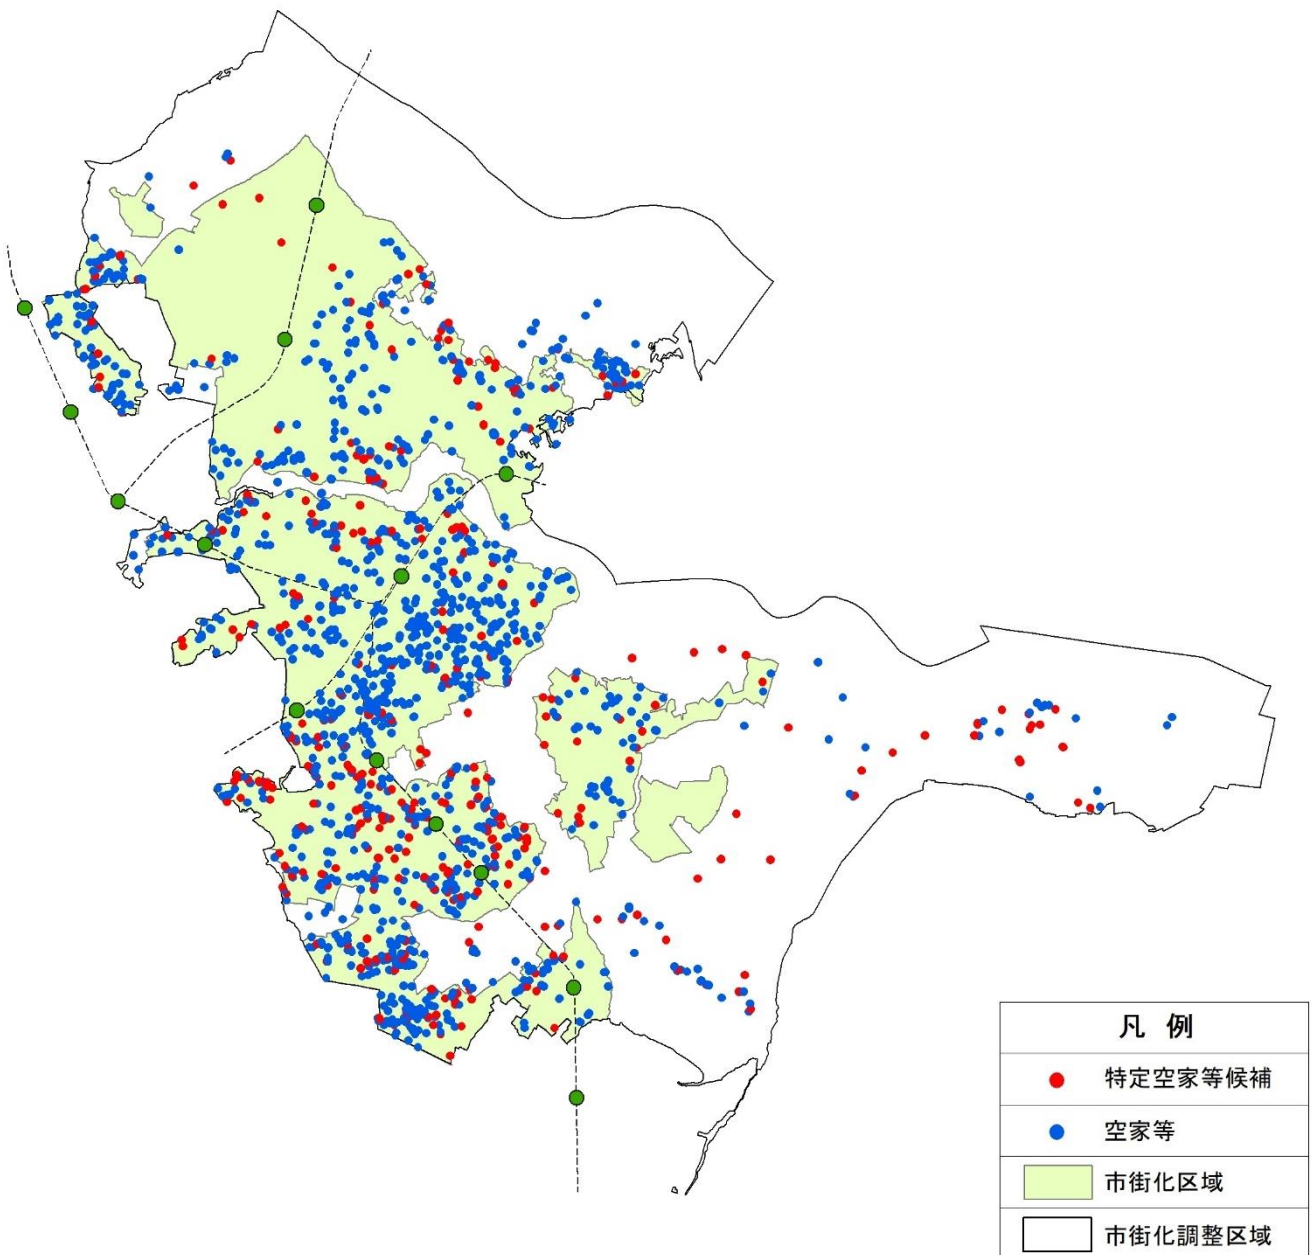 凡 例
特定空家等候補
空家等
市街化区域
市街化調整区域